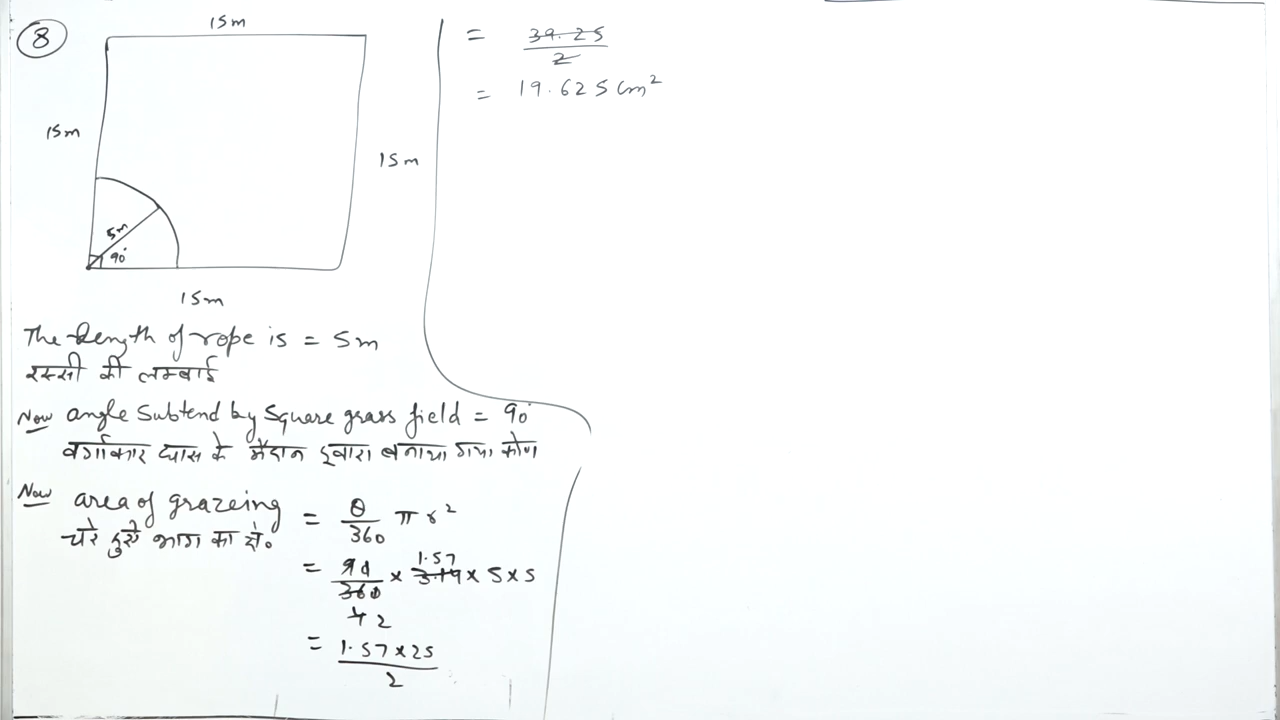 8
15m
15m
15m
5m
90°
15m
The length of rope is = 5m
रस्सी की लम्बाई
Now angle subtend by square grass field = 90°
वर्गाकार घास के मैदान द्वारा बनाया गया कोण
Now area of grazeing = θ/360 πr²
चरे हुये भाग का क्षे०
= 90/360 × 3.14 × 5 × 5
1.57
4 2
= 1.57 × 25 / 2
= 39.25 / 2
= 19.625 cm²